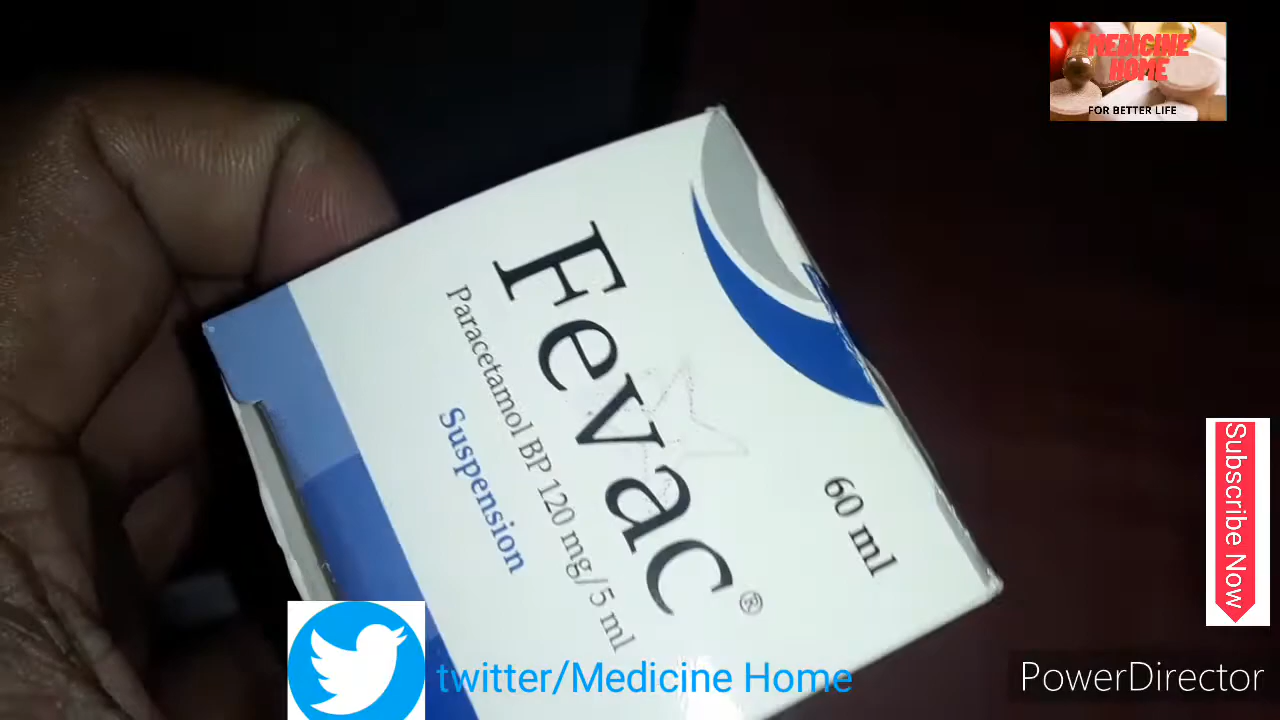 MEDICINE
HOME
FOR BETTER LIFE
Fevac®
Paracetamol BP 120 mg/5 ml
Suspension
60 ml
Subscribe Now
twitter/Medicine Home
PowerDirector